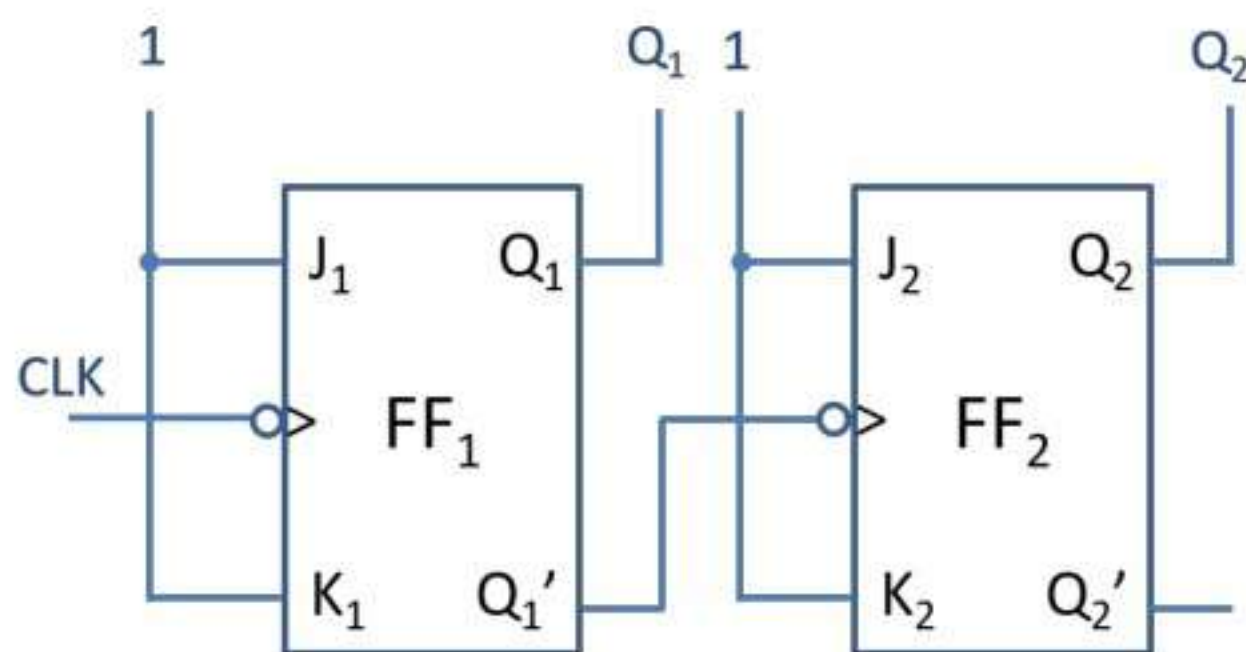 1 Q₁ 1 Q₂
J₁ Q₁ J₂ Q₂
CLK > FF₁ > FF₂
K₁ Q₁’ K₂ Q₂’